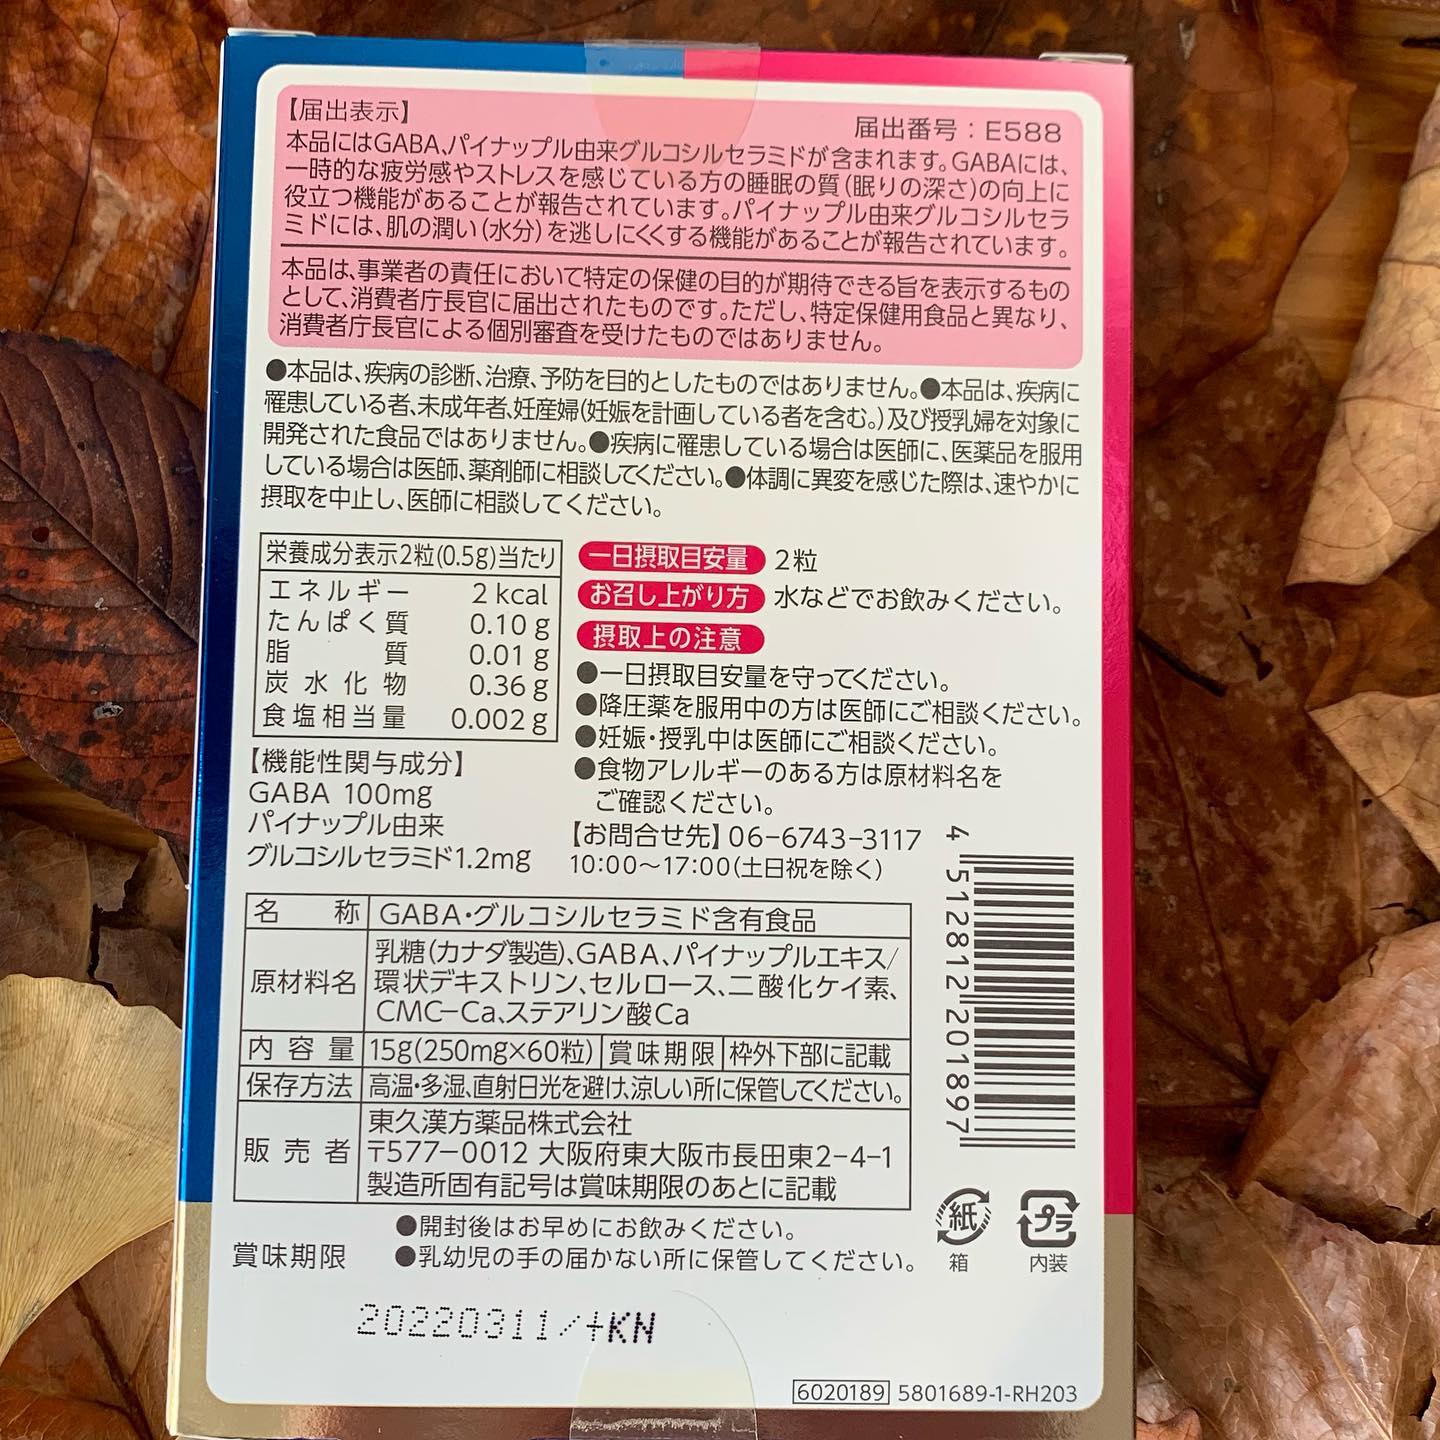 【届出表示】
届出番号：E588
本品にはGABA、パイナップル由来グルコシルセラミドが含まれます。GABAには、
一時的な疲労感やストレスを感じている方の睡眠の質(眠りの深さ)の向上に
役立つ機能があることが報告されています。パイナップル由来グルコシルセラ
ミドには、肌の潤い(水分)を逃しにくくする機能があることが報告されています。
本品は、事業者の責任において特定の保健の目的が期待できる旨を表示するもの
として、消費者庁長官に届出されたものです。ただし、特定保健用食品と異なり、
消費者庁長官による個別審査を受けたものではありません。
●本品は、疾病の診断、治療、予防を目的としたものではありません。●本品は、疾病に
罹患している者、未成年者、妊産婦(妊娠を計画している者を含む。)及び授乳婦を対象に
開発された食品ではありません。●疾病に罹患している場合は医師に、医薬品を服用
している場合は医師、薬剤師に相談してください。●体調に異変を感じた際は、速やかに
摂取を中止し、医師に相談してください。
栄養成分表示2粒(0.5g)当たり
エネルギー 2 kcal
たんぱく質 0.10 g
脂質 0.01 g
炭水化物 0.36 g
食塩相当量 0.002 g
【機能性関与成分】
GABA 100mg
パイナップル由来
グルコシルセラミド1.2mg
一日摂取目安量 2粒
お召し上がり方 水などでお飲みください。
摂取上の注意
●一日摂取目安量を守ってください。
●降圧薬を服用中の方は医師にご相談ください。
●妊娠・授乳中は医師にご相談ください。
●食物アレルギーのある方は原材料名を
ご確認ください。
【お問合せ先】06-6743-3117
10:00～17:00(土日祝を除く)
4 512812 201897
名称 GABA・グルコシルセラミド含有食品
原材料名 乳糖(カナダ製造)、GABA、パイナップルエキス/
環状デキストリン、セルロース、二酸化ケイ素、
CMC-Ca、ステアリン酸Ca
内容量 15g(250mg×60粒) 賞味期限 枠外下部に記載
保存方法 高温・多湿、直射日光を避け、涼しい所に保管してください。
販売者 東久漢方薬品株式会社
〒577-0012 大阪府東大阪市長田東2-4-1
製造所固有記号は賞味期限のあとに記載
●開封後はお早めにお飲みください。
賞味期限 ●乳幼児の手の届かない所に保管してください。
紙
箱
プラ
内装
20220311/+KN
6020189 5801689-1-RH203